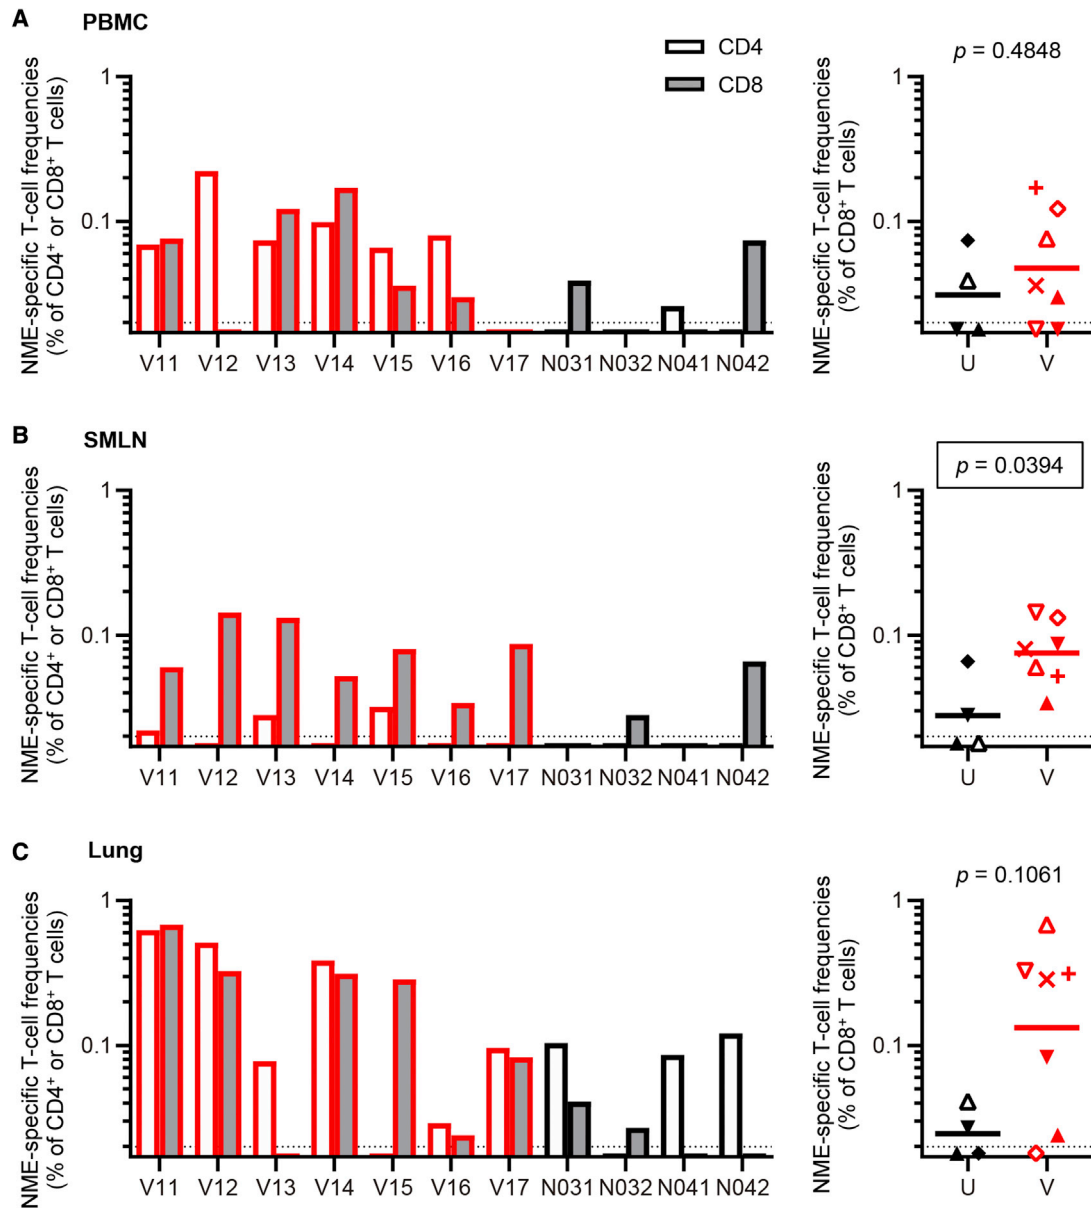 A
PBMC
CD4
CD8
NME-specific T-cell frequencies
(% of CD4⁺ or CD8⁺ T cells)
1
0.1
V11 V12 V13 V14 V15 V16 V17 N031 N032 N041 N042
p = 0.4848
NME-specific T-cell frequencies
(% of CD8⁺ T cells)
1
0.1
U V
B
SMLN
NME-specific T-cell frequencies
(% of CD4⁺ or CD8⁺ T cells)
1
0.1
V11 V12 V13 V14 V15 V16 V17 N031 N032 N041 N042
p = 0.0394
NME-specific T-cell frequencies
(% of CD8⁺ T cells)
1
0.1
U V
C
Lung
NME-specific T-cell frequencies
(% of CD4⁺ or CD8⁺ T cells)
1
0.1
V11 V12 V13 V14 V15 V16 V17 N031 N032 N041 N042
p = 0.1061
NME-specific T-cell frequencies
(% of CD8⁺ T cells)
1
0.1
U V